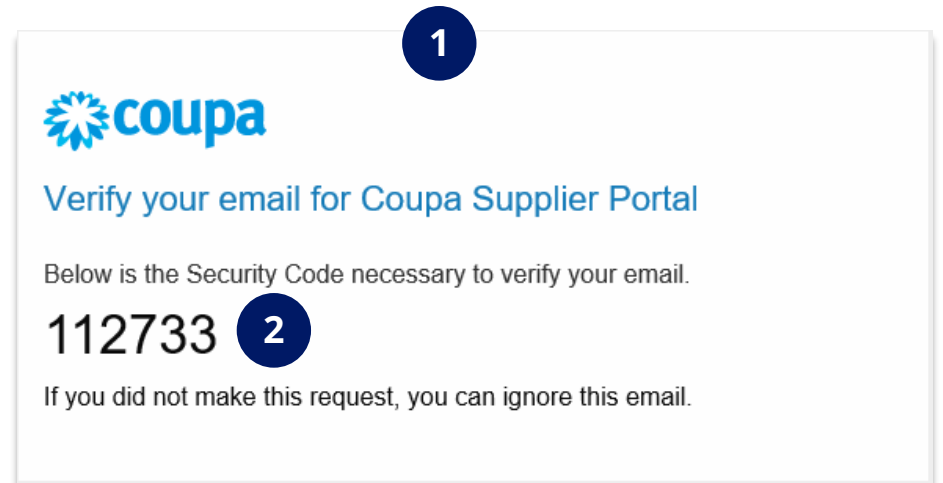 1
coupa
Verify your email for Coupa Supplier Portal
Below is the Security Code necessary to verify your email.
112733 2
If you did not make this request, you can ignore this email.